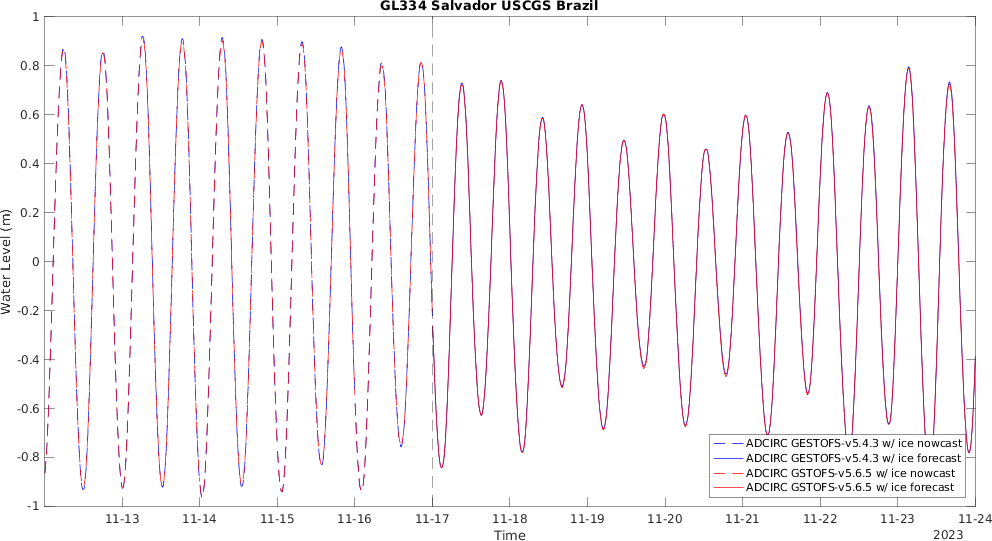 GL334 Salvador USCGS Brazil
Water Level (m)
1
0.8
0.6
0.4
0.2
0
-0.2
-0.4
-0.6
-0.8
-1
11-13 11-14 11-15 11-16 11-17 11-18 11-19 11-20 11-21 11-22 11-23 11-24
Time
2023
ADCIRC GESTOFS-v5.4.3 w/ ice nowcast
ADCIRC GESTOFS-v5.4.3 w/ ice forecast
ADCIRC GSTOFS-v5.6.5 w/ ice nowcast
ADCIRC GSTOFS-v5.6.5 w/ ice forecast